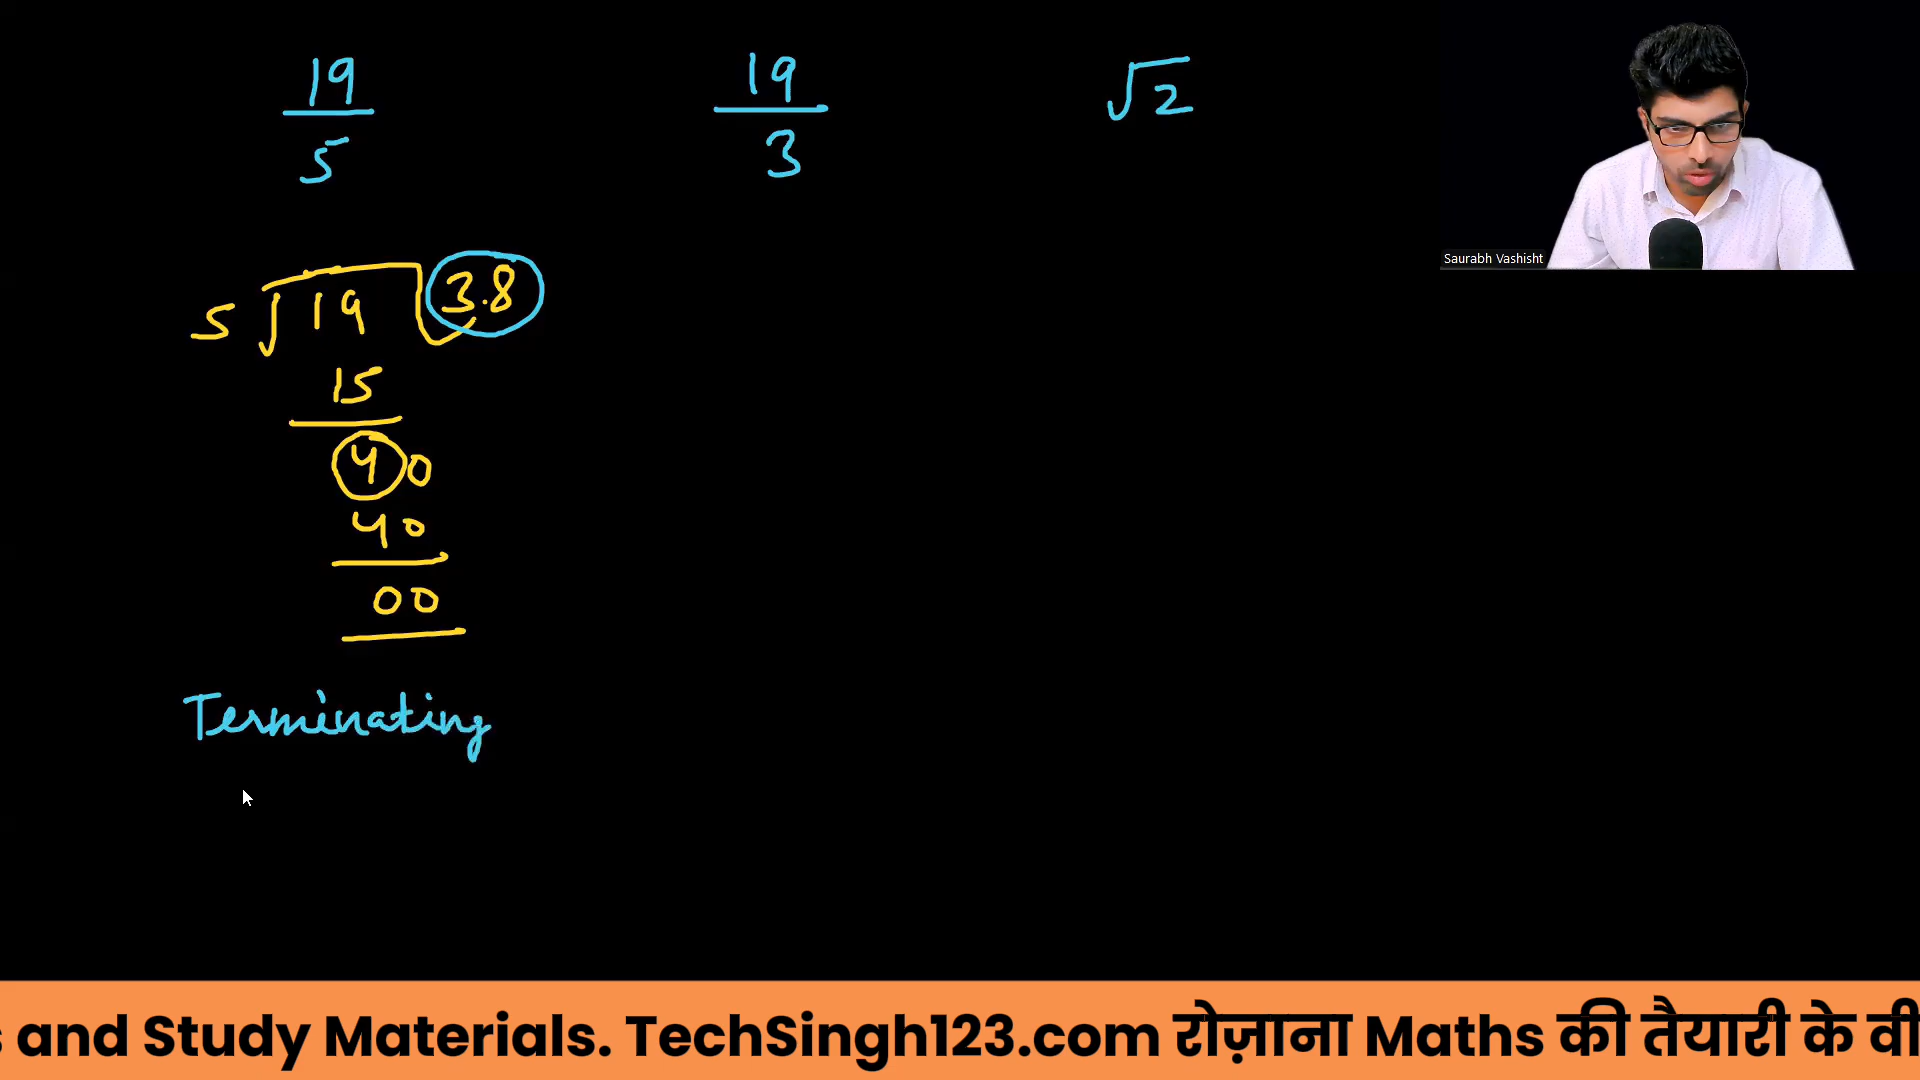 19
5
19
3
√2
Saurabh Vashisht
5 19 3.8
15
40
40
00
Terminating
and Study Materials. TechSingh123.com रोज़ाना Maths की तैयारी के